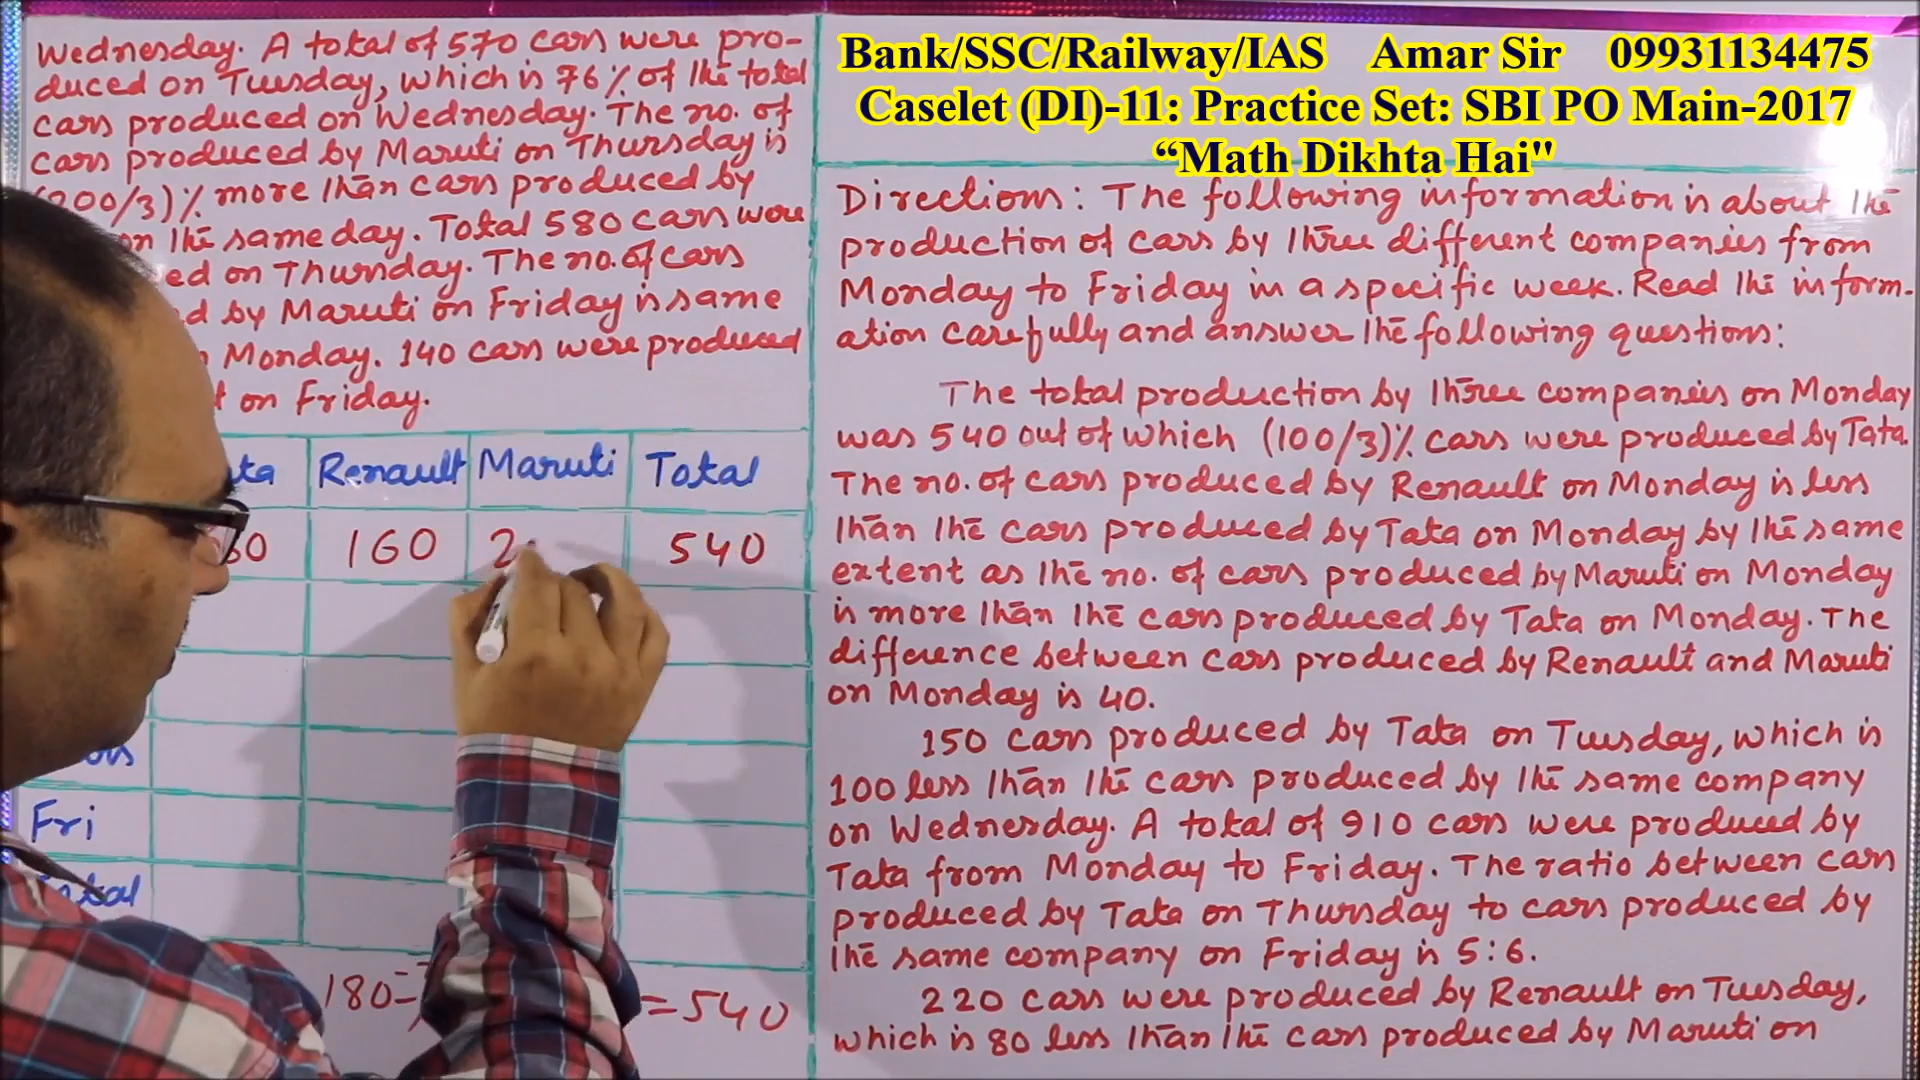 Bank/SSC/Railway/IAS Amar Sir 09931134475
Caselet (DI)-11: Practice Set: SBI PO Main-2017
“Math Dikhta Hai"
Directions: The following information is about the
production of cars by three different companies from
Monday to Friday in a specific week. Read the inform-
ation carefully and answer the following questions:
The total production by three companies on Monday
was 540 out of which (100/3)% cars were produced by Tata.
The no. of cars produced by Renault on Monday is less
than the cars produced by Tata on Monday by the same
extent as the no. of cars produced by Maruti on Monday
is more than the cars produced by Tata on Monday. The
difference between cars produced by Renault and Maruti
on Monday is 40.
150 cars produced by Tata on Tuesday, which is
100 less than the cars produced by the same company
on Wednesday. A total of 910 cars were produced by
Tata from Monday to Friday. The ratio between cars
produced by Tata on Thursday to cars produced by
the same company on Friday is 5:6.
220 cars were produced by Renault on Tuesday,
which is 80 less than the cars produced by Maruti on
Wednesday. A total of 570 cars were pro-
duced on Tuesday, which is 76% of the total
cars produced on Wednesday. The no. of
cars produced by Maruti on Thursday is
(200/3)% more than cars produced by
on the same day. Total 580 cars were
ed on Thursday. The no. of cars
d by Maruti on Friday is same
Monday. 140 cars were produced
t on Friday.
ta Renault Maruti Total
60 160 2 540
Fri
tal
180- =540